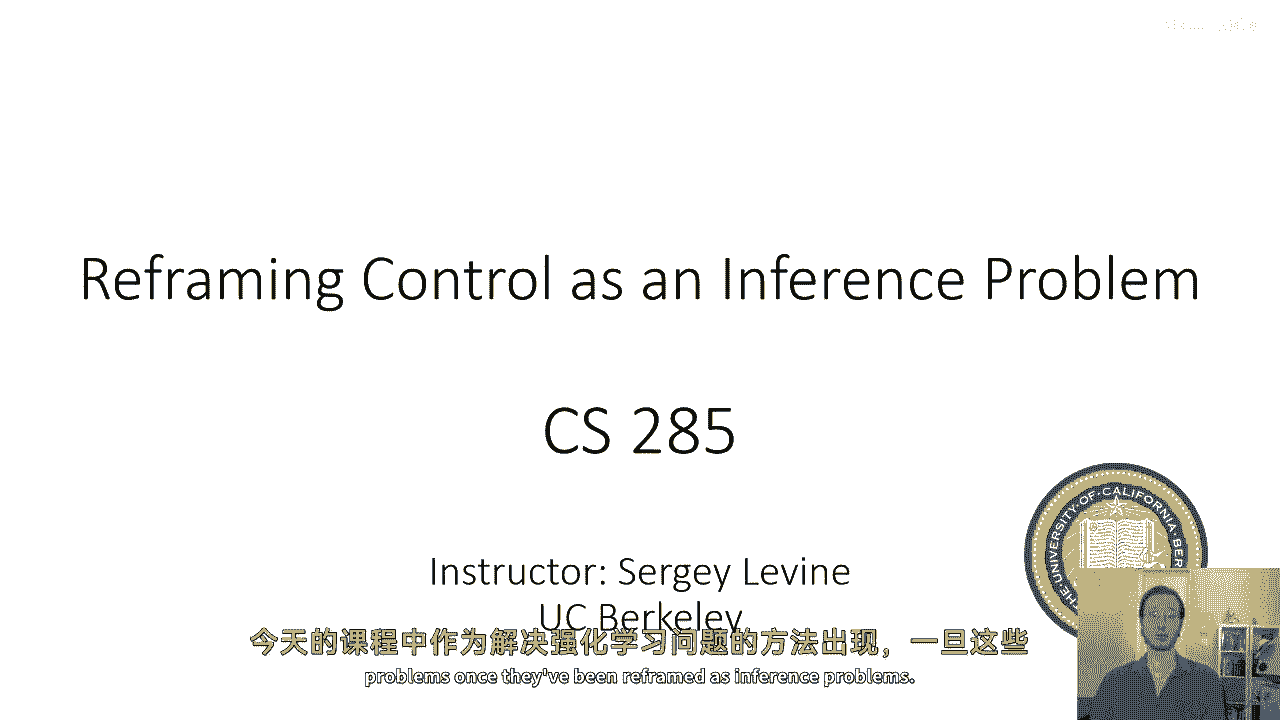 Reframing Control as an Inference Problem
CS 285
Instructor: Sergey Levine
UC Berkeley
今天的课程中作为解决强化学习问题的方法出现，一旦这些
problems once they've been reframed as inference problems.
THE UNIVERSITY OF CALIFORNIA BER